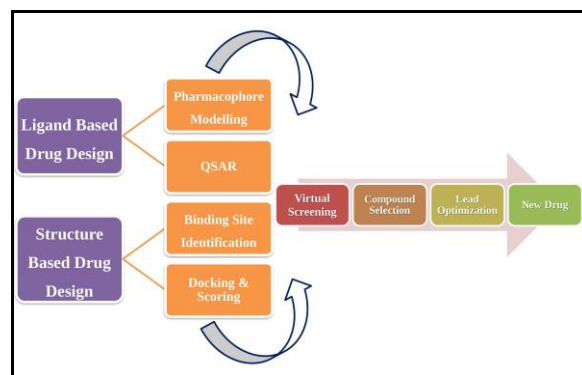 Ligand Based
Drug Design
Pharmacophore
Modelling
QSAR
Structure
Based Drug
Design
Binding Site
Identification
Docking &
Scoring
Virtual
Screening
Compound
Selection
Lead
Optimization
New Drug